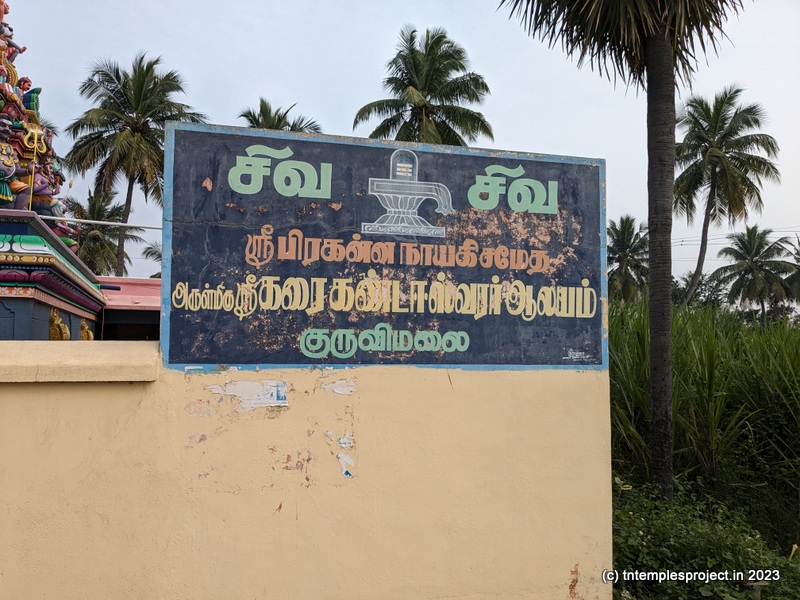 சிவ சிவ
ஸ்ரீ பிரகன்ன நாயகி சமேத
அருள்மிகு ஸ்ரீ கரைகண்டாஸ்வரர் ஆலயம்
குருவிமலை
(c) tntemplesproject.in 2023